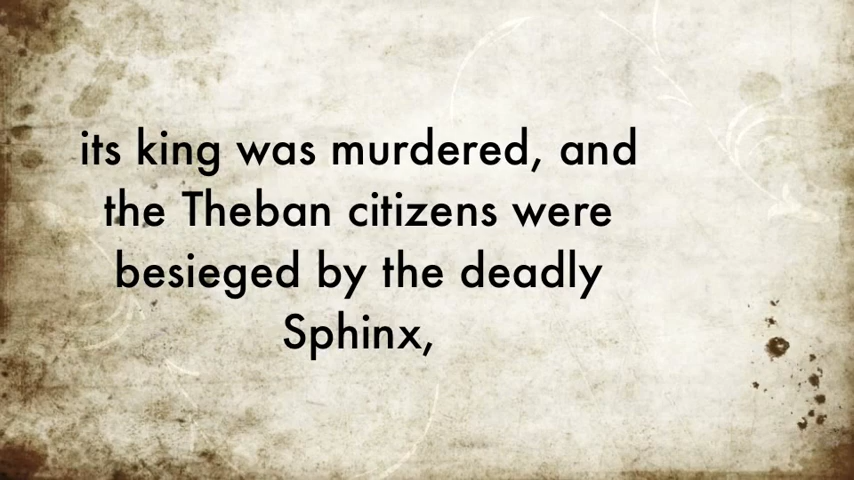 its king was murdered, and
the Theban citizens were
besieged by the deadly
Sphinx,